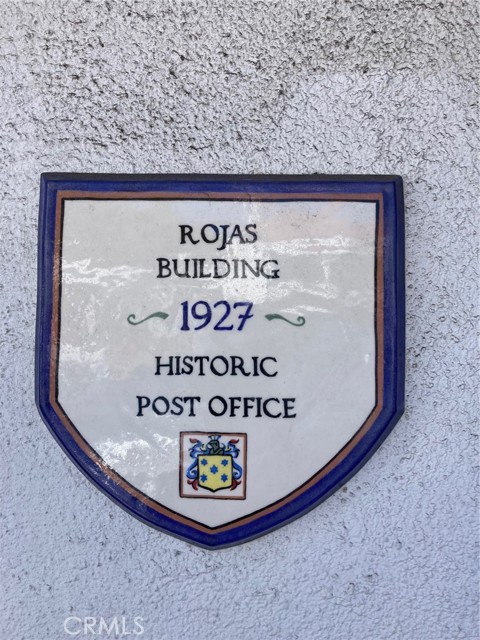 ROJAS
BUILDING
1927
HISTORIC
POST OFFICE
CRMLS